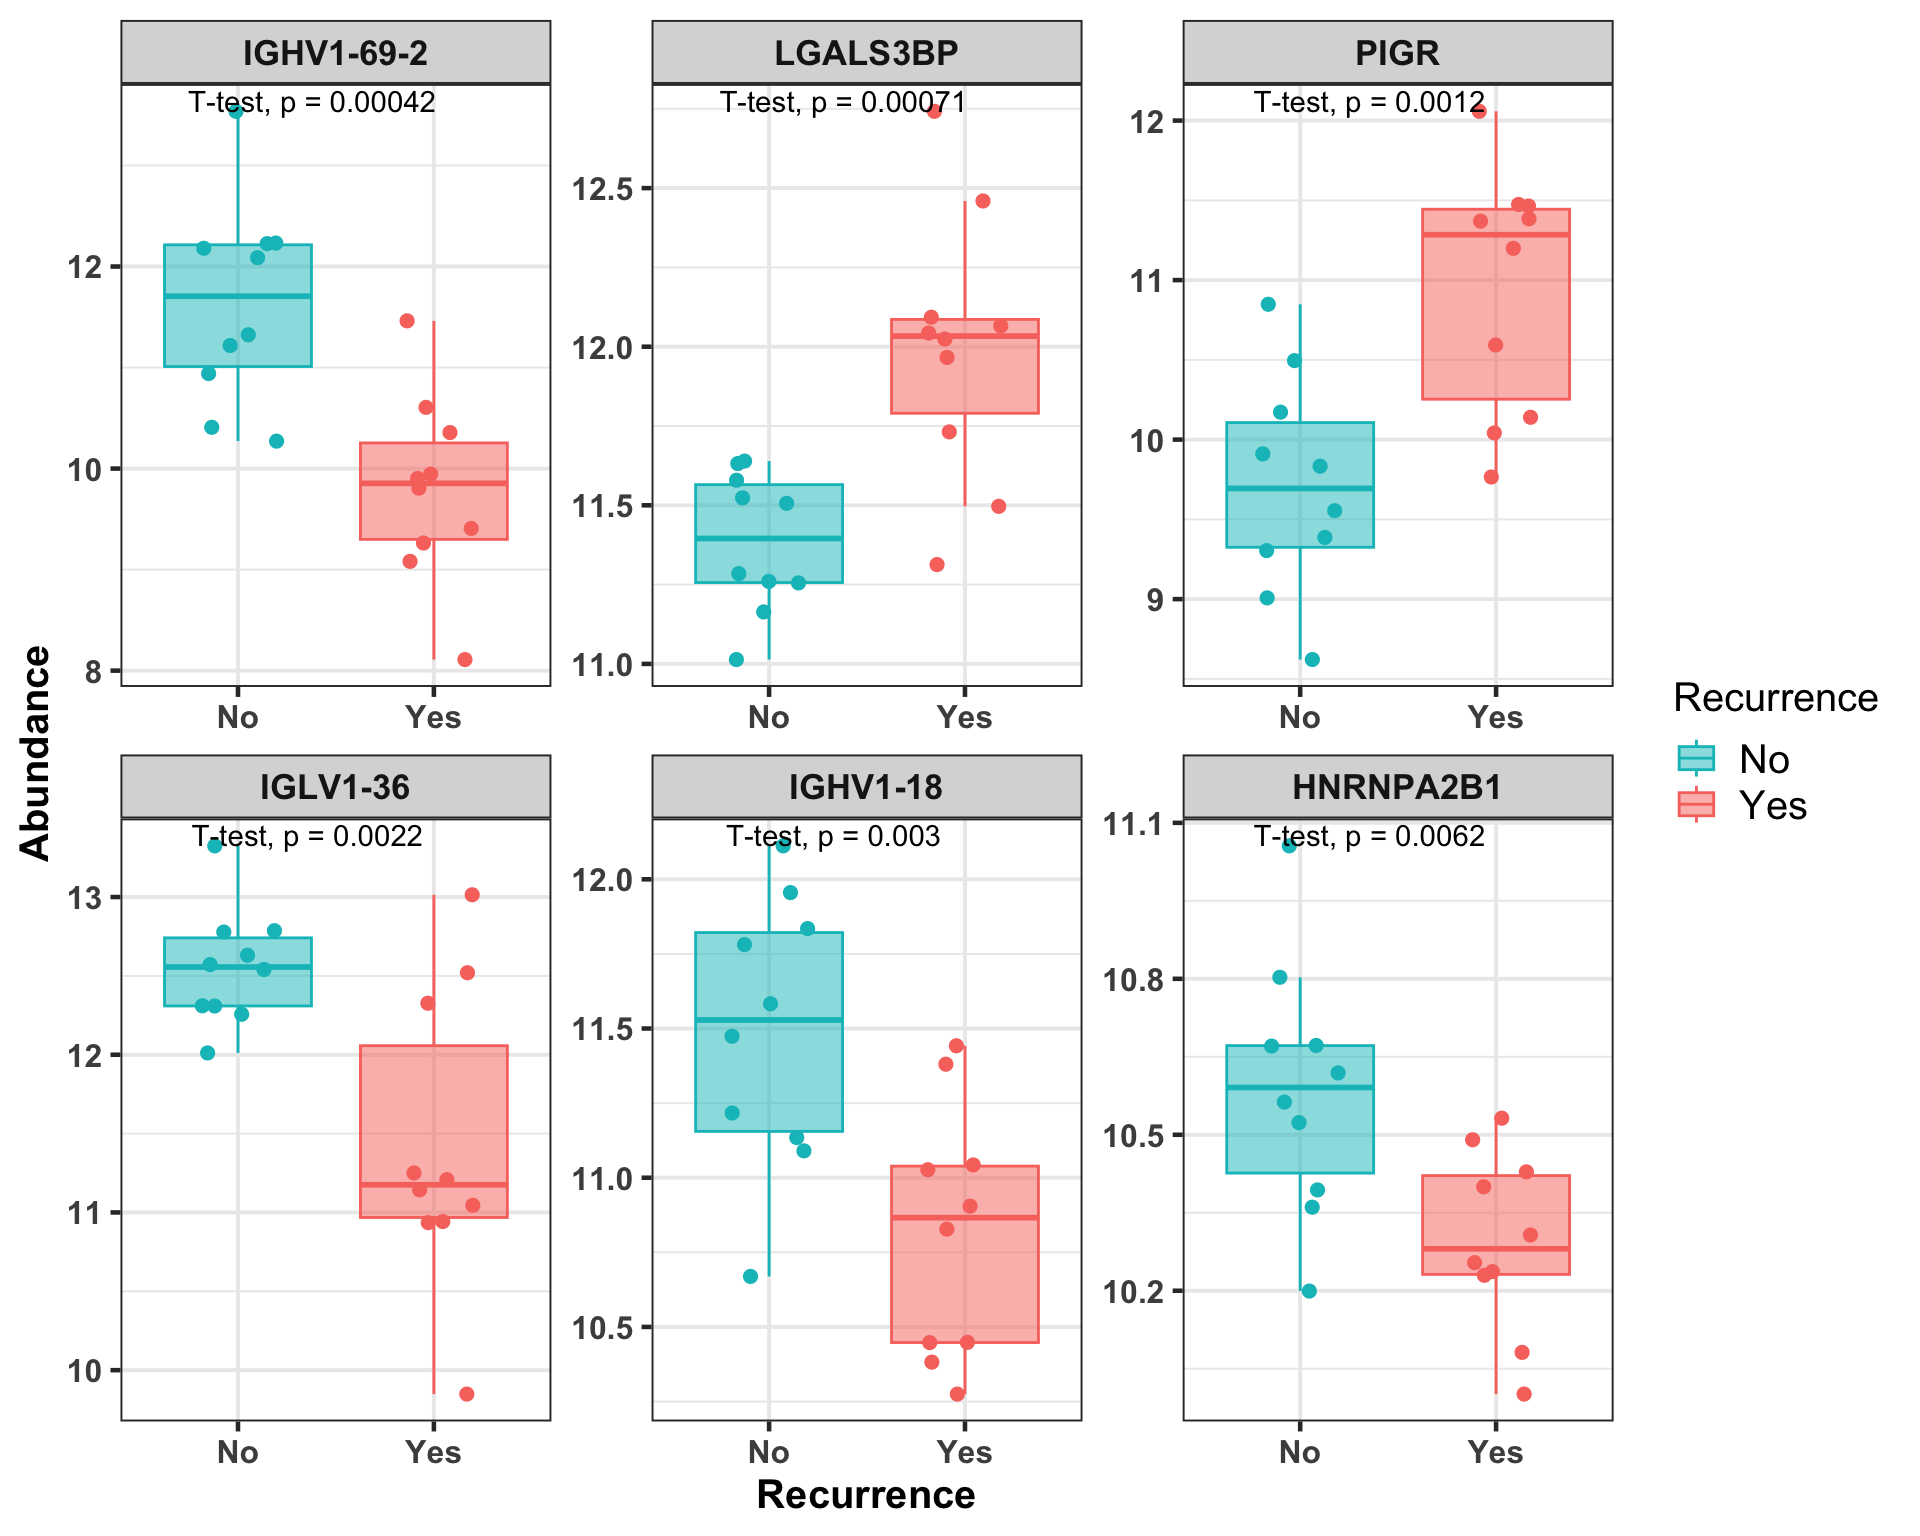 IGHV1-69-2
T-test, p = 0.00042
12
10
8
No
Yes
LGALS3BP
T-test, p = 0.00071
12.5
12.0
11.5
11.0
No
Yes
PIGR
T-test, p = 0.0012
12
11
10
9
No
Yes
Abundance
IGLV1-36
T-test, p = 0.0022
13
12
11
10
No
Yes
IGHV1-18
T-test, p = 0.003
12.0
11.5
11.0
10.5
No
Yes
HNRNPA2B1
T-test, p = 0.0062
11.1
10.8
10.5
10.2
No
Yes
Recurrence
Recurrence
No
Yes